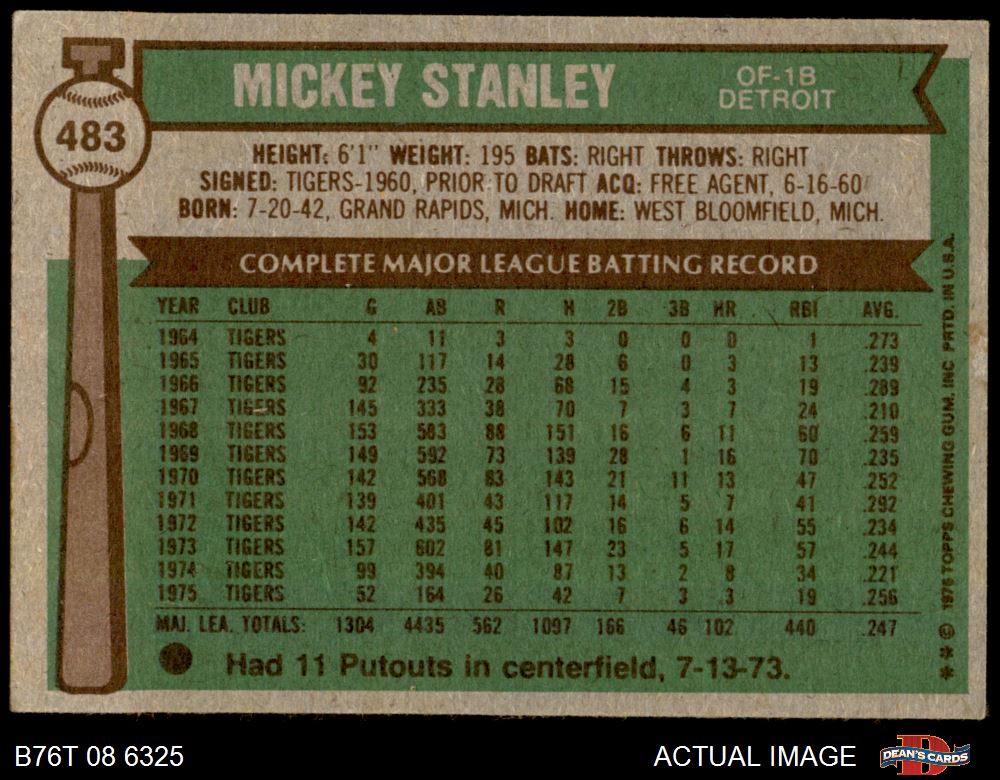 MICKEY STANLEY
OF-1B
DETROIT
483
HEIGHT: 6'1" WEIGHT: 195 BATS: RIGHT THROWS: RIGHT
SIGNED: TIGERS-1960, PRIOR TO DRAFT ACQ: FREE AGENT, 6-16-60
BORN: 7-20-42, GRAND RAPIDS, MICH. HOME: WEST BLOOMFIELD, MICH.
COMPLETE MAJOR LEAGUE BATTING RECORD
YEAR CLUB G AB R H 2B 3B HR RBI AVG.
1964 TIGERS 4 11 3 3 0 0 0 1 .273
1965 TIGERS 30 117 14 28 6 0 3 13 .239
1966 TIGERS 92 235 28 68 15 4 3 19 .289
1967 TIGERS 145 333 38 70 7 3 7 24 .210
1968 TIGERS 153 583 88 151 16 6 11 60 .259
1969 TIGERS 149 592 73 139 28 1 16 70 .235
1970 TIGERS 142 568 83 143 21 11 13 47 .252
1971 TIGERS 139 401 43 117 14 5 7 41 .292
1972 TIGERS 142 435 45 102 16 6 14 55 .234
1973 TIGERS 157 602 81 147 23 5 17 57 .244
1974 TIGERS 99 394 40 87 13 2 8 34 .221
1975 TIGERS 52 164 26 42 7 3 3 19 .256
MAJ. LEA. TOTALS: 1304 4435 562 1097 166 46 102 440 .247
Had 11 Putouts in centerfield, 7-13-73.
* * © 1976 TOPPS CHEWING GUM, INC PRTD. IN U.S.A.
B76T 08 6325
ACTUAL IMAGE
DEAN'S CARDS